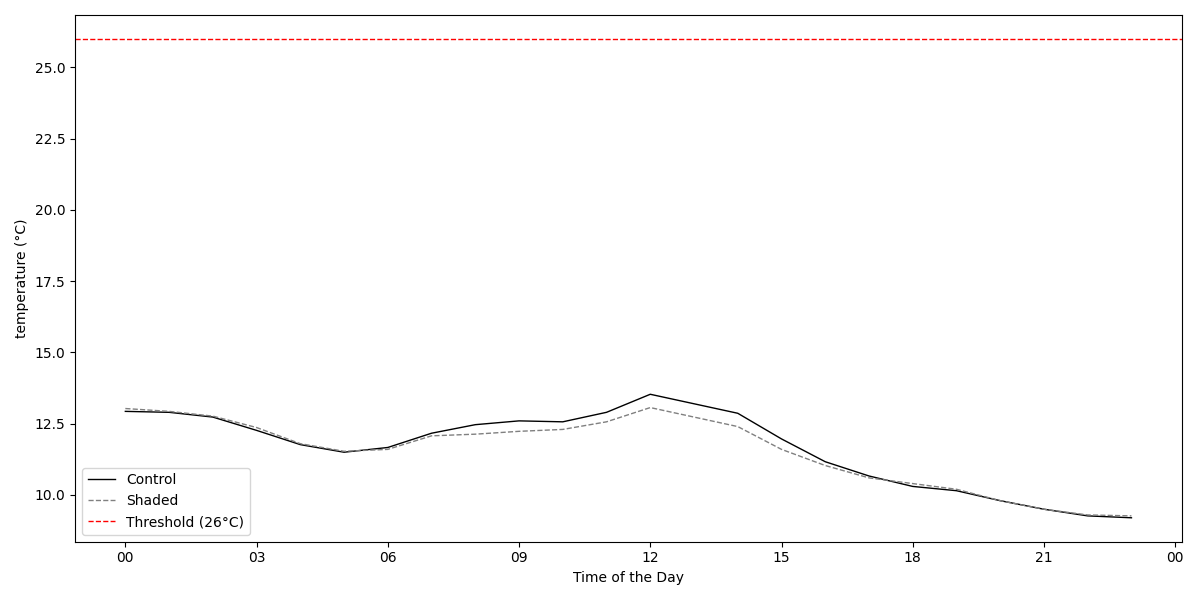 25.0
22.5
20.0
17.5
15.0
12.5
10.0
temperature (°C)
Control
Shaded
Threshold (26°C)
00 03 06 09 12 15 18 21 00
Time of the Day